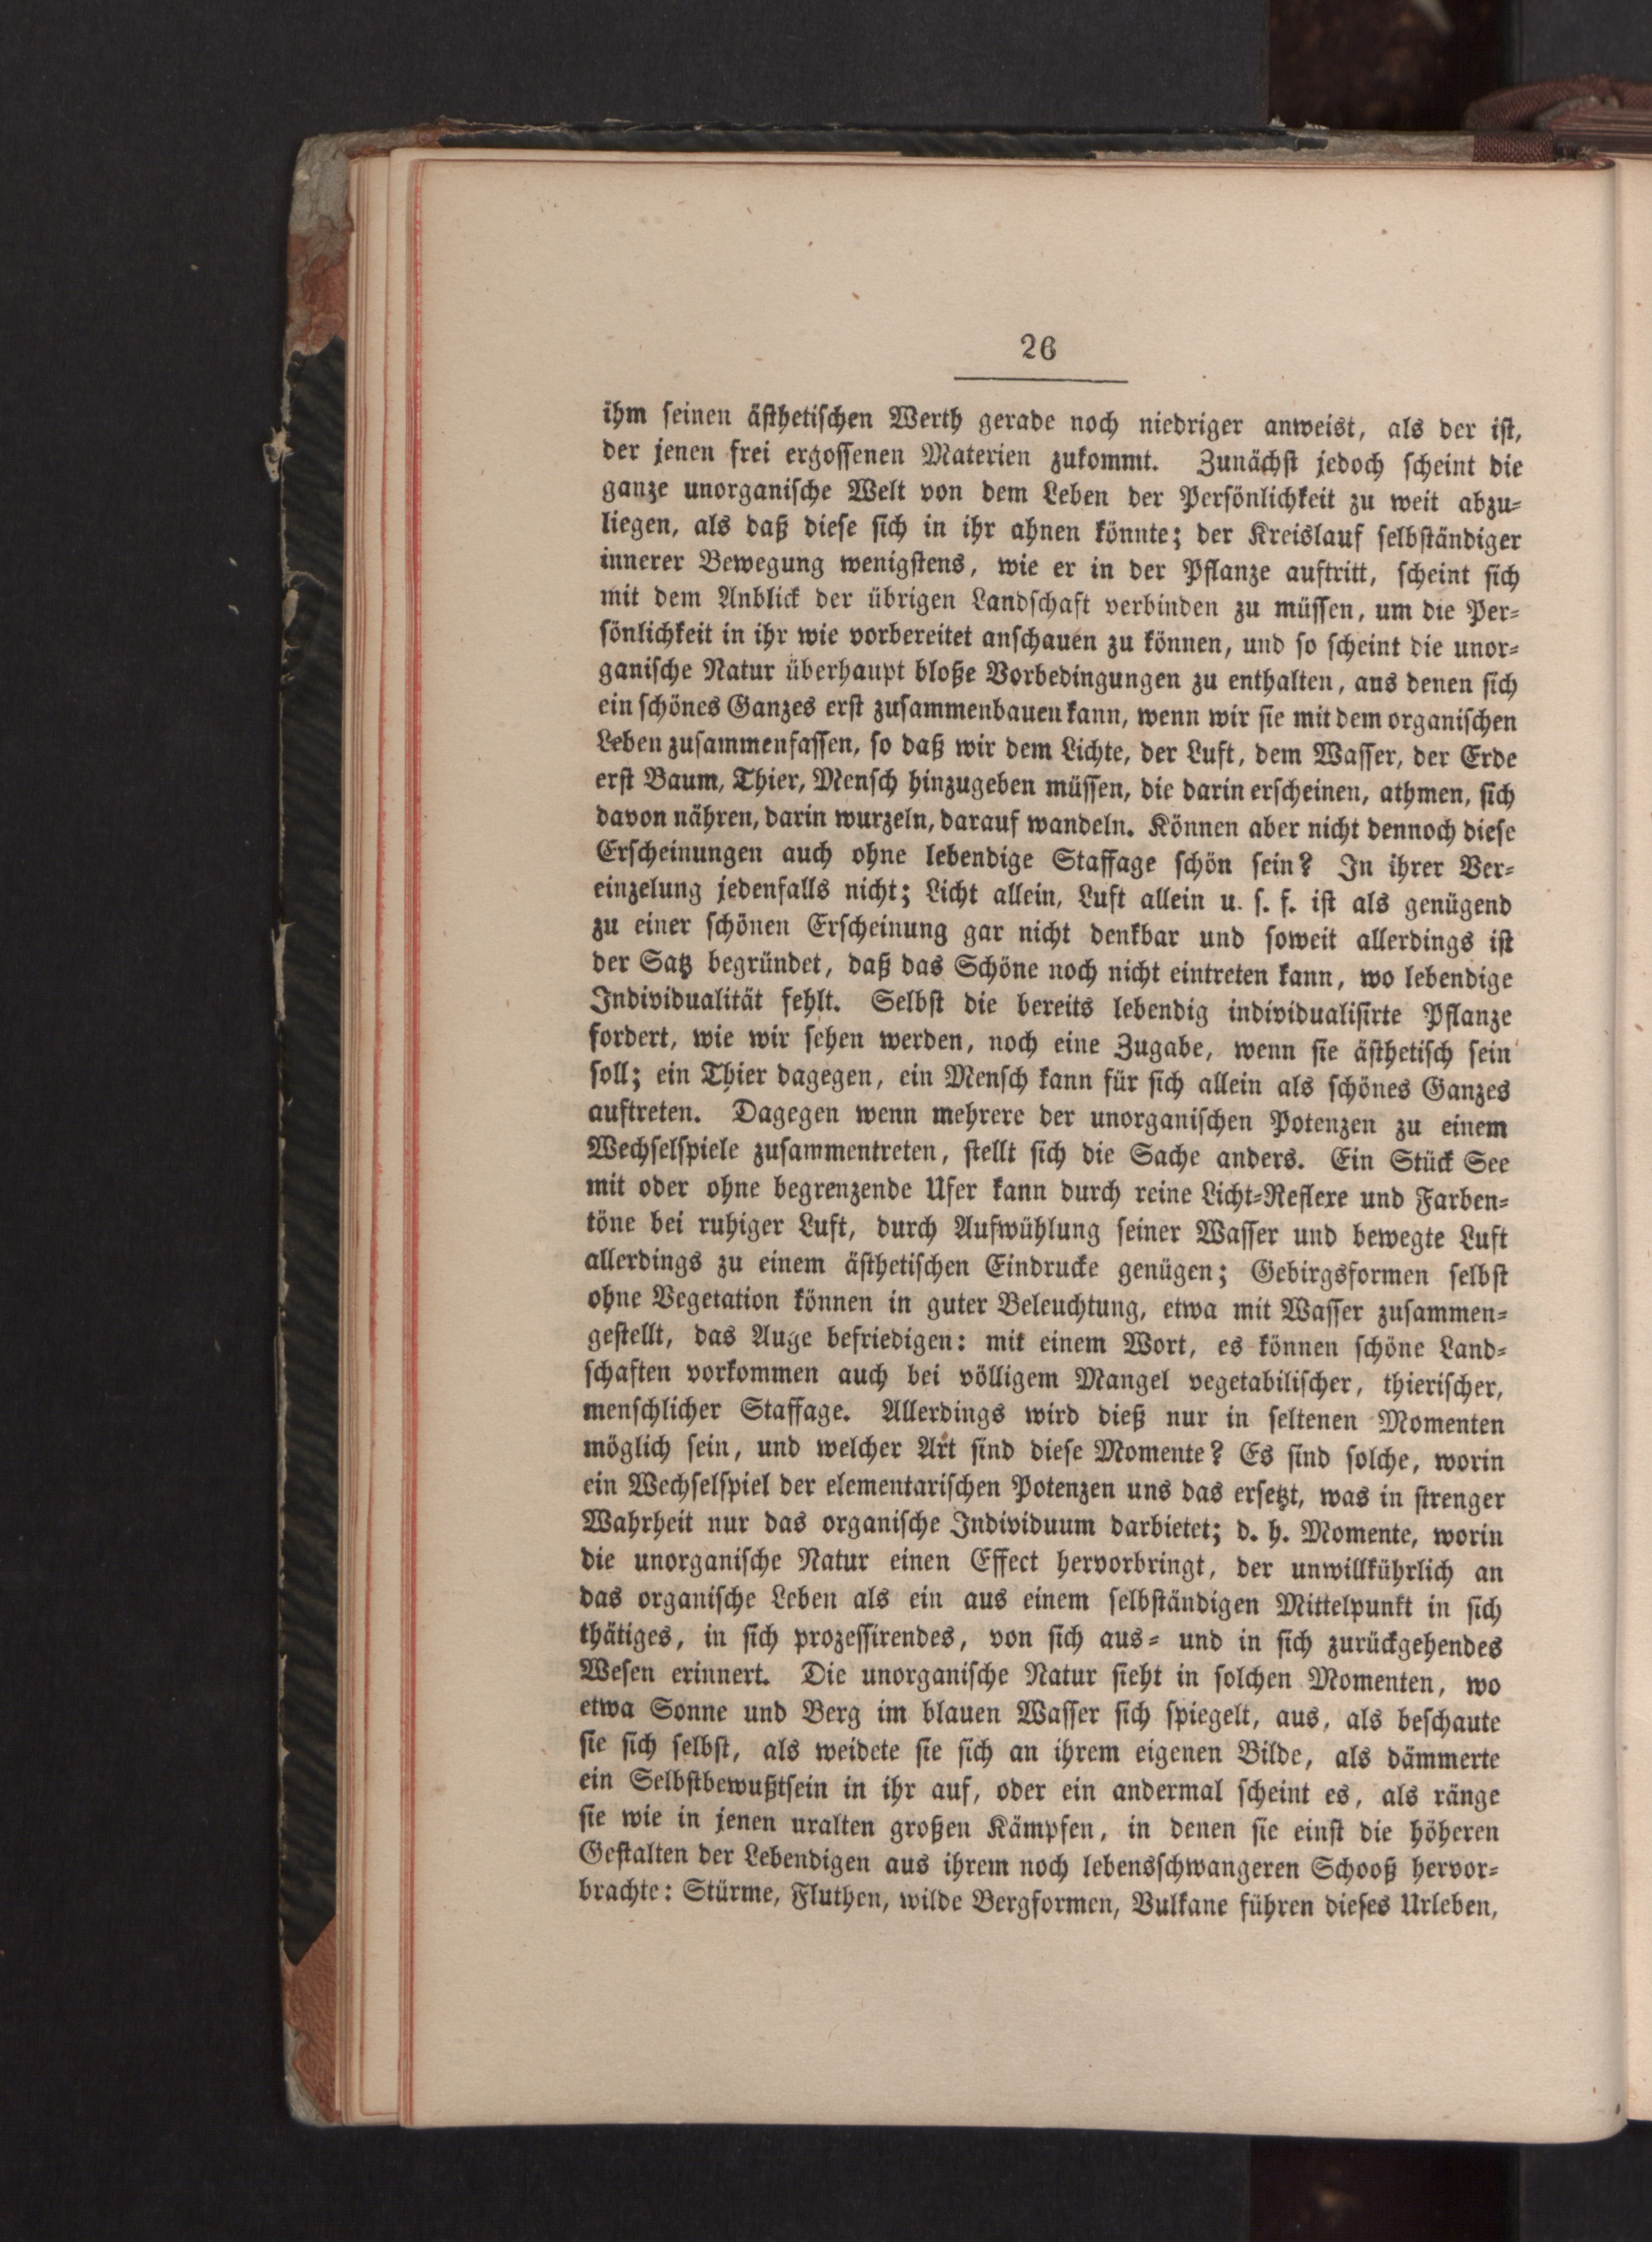 26
ihm seinen ästhetischen Werth gerade noch niedriger anweist, als der ist,
der jenen frei ergossenen Materien zukommt. Zunächst jedoch scheint die
ganze unorganische Welt von dem Leben der Persönlichkeit zu weit abzu-
liegen, als daß diese sich in ihr ahnen könnte; der Kreislauf selbständiger
innerer Bewegung wenigstens, wie er in der Pflanze auftritt, scheint sich
mit dem Anblick der übrigen Landschaft verbinden zu müssen, um die Per-
sönlichkeit in ihr wie vorbereitet anschauen zu können, und so scheint die unor-
ganische Natur überhaupt bloße Vorbedingungen zu enthalten, aus denen sich
ein schönes Ganzes erst zusammenbauen kann, wenn wir sie mit dem organischen
Leben zusammenfassen, so daß wir dem Lichte, der Luft, dem Wasser, der Erde
erst Baum, Thier, Mensch hinzugeben müssen, die darin erscheinen, athmen, sich
davon nähren, darin wurzeln, darauf wandeln. Können aber nicht dennoch diese
Erscheinungen auch ohne lebendige Staffage schön sein? In ihrer Ver-
einzelung jedenfalls nicht; Licht allein, Luft allein u. s. f. ist als genügend
zu einer schönen Erscheinung gar nicht denkbar und soweit allerdings ist
der Satz begründet, daß das Schöne noch nicht eintreten kann, wo lebendige
Individualität fehlt. Selbst die bereits lebendig individualisirte Pflanze
fordert, wie wir sehen werden, noch eine Zugabe, wenn sie ästhetisch sein
soll; ein Thier dagegen, ein Mensch kann für sich allein als schönes Ganzes
auftreten. Dagegen wenn mehrere der unorganischen Potenzen zu einem
Wechselspiele zusammentreten, stellt sich die Sache anders. Ein Stück See
mit oder ohne begrenzende Ufer kann durch reine Licht-Reflexe und Farben-
töne bei ruhiger Luft, durch Aufwühlung seiner Wasser und bewegte Luft
allerdings zu einem ästhetischen Eindrucke genügen; Gebirgsformen selbst
ohne Vegetation können in guter Beleuchtung, etwa mit Wasser zusammen-
gestellt, das Auge befriedigen: mit einem Wort, es können schöne Land-
schaften vorkommen auch bei völligem Mangel vegetabilischer, thierischer,
menschlicher Staffage. Allerdings wird dieß nur in seltenen Momenten
möglich sein, und welcher Art sind diese Momente? Es sind solche, worin
ein Wechselspiel der elementarischen Potenzen uns das ersetzt, was in strenger
Wahrheit nur das organische Individuum darbietet; d. h. Momente, worin
die unorganische Natur einen Effect hervorbringt, der unwillkührlich an
das organische Leben als ein aus einem selbständigen Mittelpunkt in sich
thätiges, in sich prozessirendes, von sich aus- und in sich zurückgehendes
Wesen erinnert. Die unorganische Natur sieht in solchen Momenten, wo
etwa Sonne und Berg im blauen Wasser sich spiegelt, aus, als beschaute
sie sich selbst, als weidete sie sich an ihrem eigenen Bilde, als dämmerte
ein Selbstbewußtsein in ihr auf, oder ein andermal scheint es, als ränge
sie wie in jenen uralten großen Kämpfen, in denen sie einst die höheren
Gestalten der Lebendigen aus ihrem noch lebensschwangeren Schooß hervor-
brachte: Stürme, Fluthen, wilde Bergformen, Vulkane führen dieses Urleben,